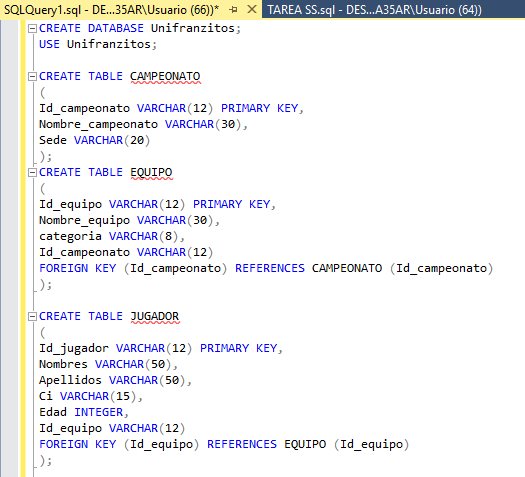 SQLQuery1.sql - DE...35AR\Usuario (66))* TAREA SS.sql - DES...A35AR\Usuario (64))
CREATE DATABASE Unifranzitos;
USE Unifranzitos;
CREATE TABLE CAMPEONATO
(
Id_campeonato VARCHAR(12) PRIMARY KEY,
Nombre_campeonato VARCHAR(30),
Sede VARCHAR(20)
);
CREATE TABLE EQUIPO
(
Id_equipo VARCHAR(12) PRIMARY KEY,
Nombre_equipo VARCHAR(30),
categoria VARCHAR(8),
Id_campeonato VARCHAR(12)
FOREIGN KEY (Id_campeonato) REFERENCES CAMPEONATO (Id_campeonato)
);
CREATE TABLE JUGADOR
(
Id_jugador VARCHAR(12) PRIMARY KEY,
Nombres VARCHAR(50),
Apellidos VARCHAR(50),
Ci VARCHAR(15),
Edad INTEGER,
Id_equipo VARCHAR(12)
FOREIGN KEY (Id_equipo) REFERENCES EQUIPO (Id_equipo)
);